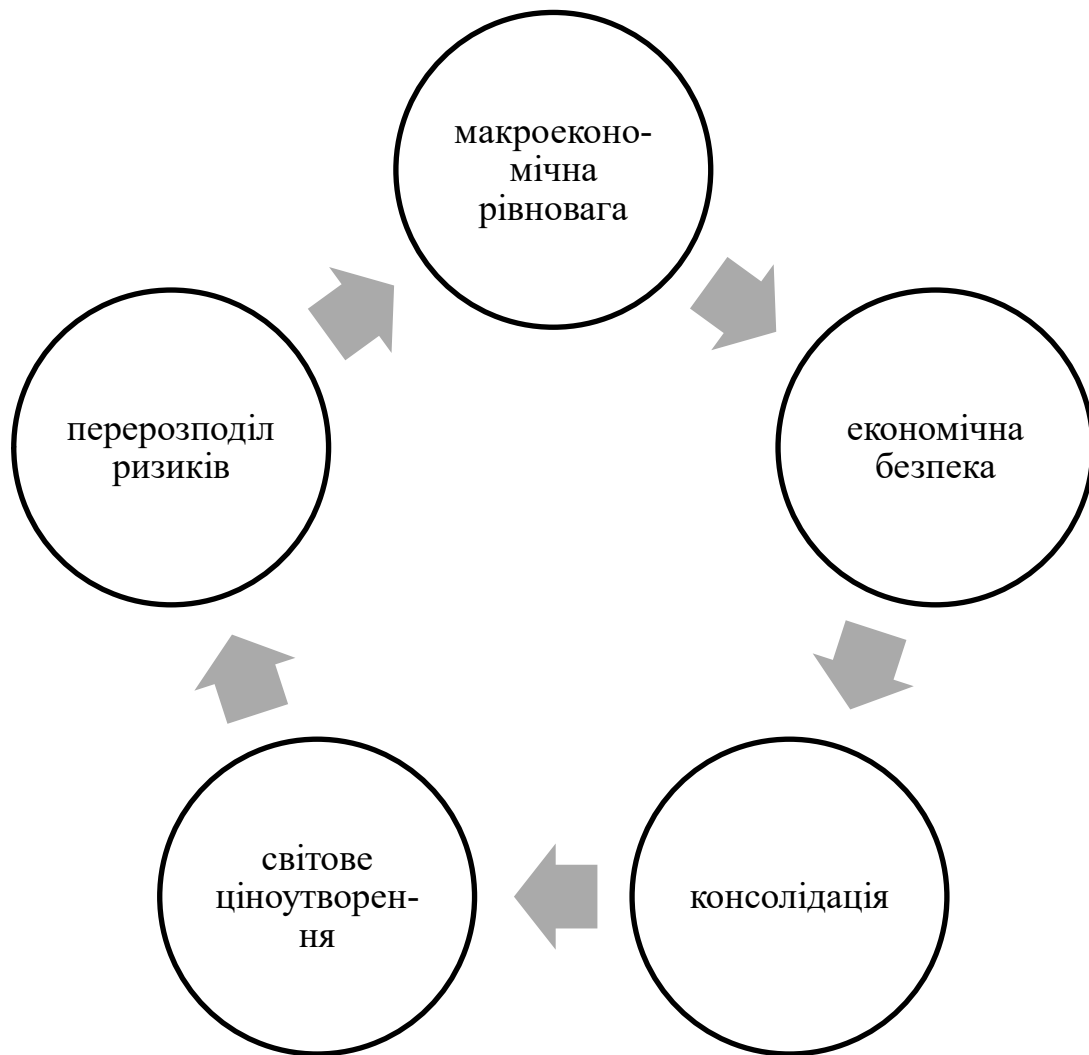 макроеконо-
мічна
рівновага
економічна
безпека
консолідація
світове
ціноутворен-
ня
перерозподіл
ризиків